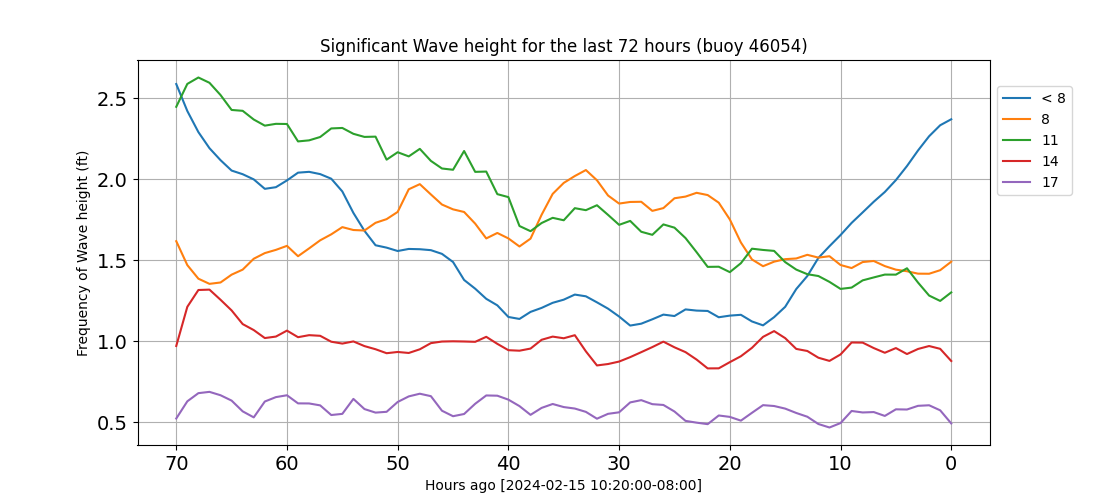 Significant Wave height for the last 72 hours (buoy 46054)
Frequency of Wave height (ft)
2.5
2.0
1.5
1.0
0.5
70 60 50 40 30 20 10 0
Hours ago [2024-02-15 10:20:00-08:00]
< 8
8
11
14
17